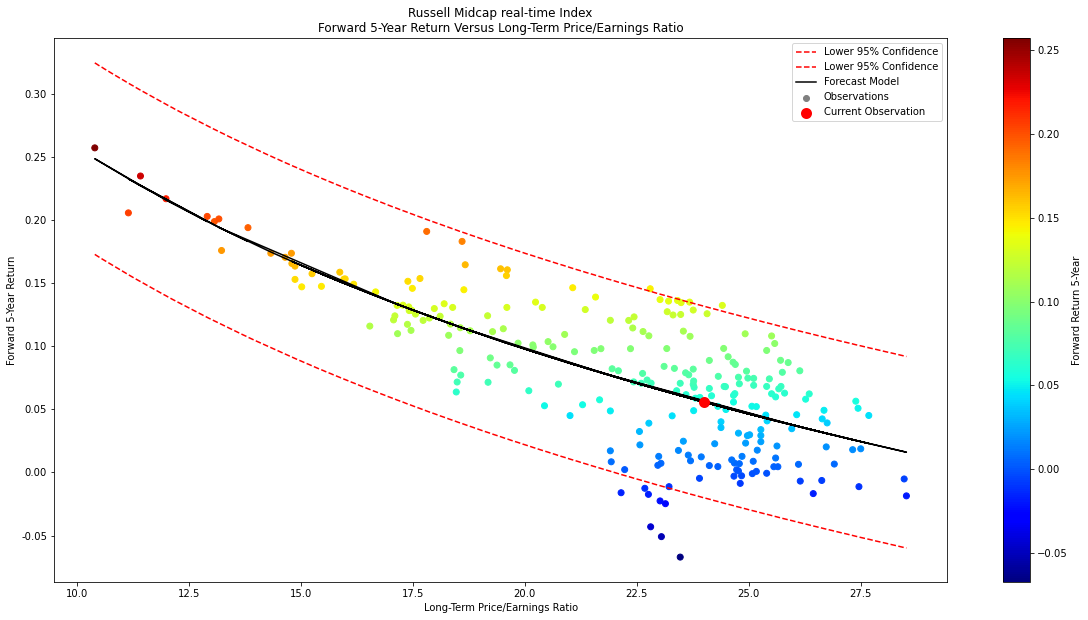 Russell Midcap real-time Index
Forward 5-Year Return Versus Long-Term Price/Earnings Ratio
Lower 95% Confidence
Lower 95% Confidence
Forecast Model
Observations
Current Observation
Forward 5-Year Return
0.30
0.25
0.20
0.15
0.10
0.05
0.00
-0.05
10.0
12.5
15.0
17.5
20.0
22.5
25.0
27.5
Long-Term Price/Earnings Ratio
0.25
0.20
0.15
0.10
0.05
0.00
−0.05
Forward Return 5-Year